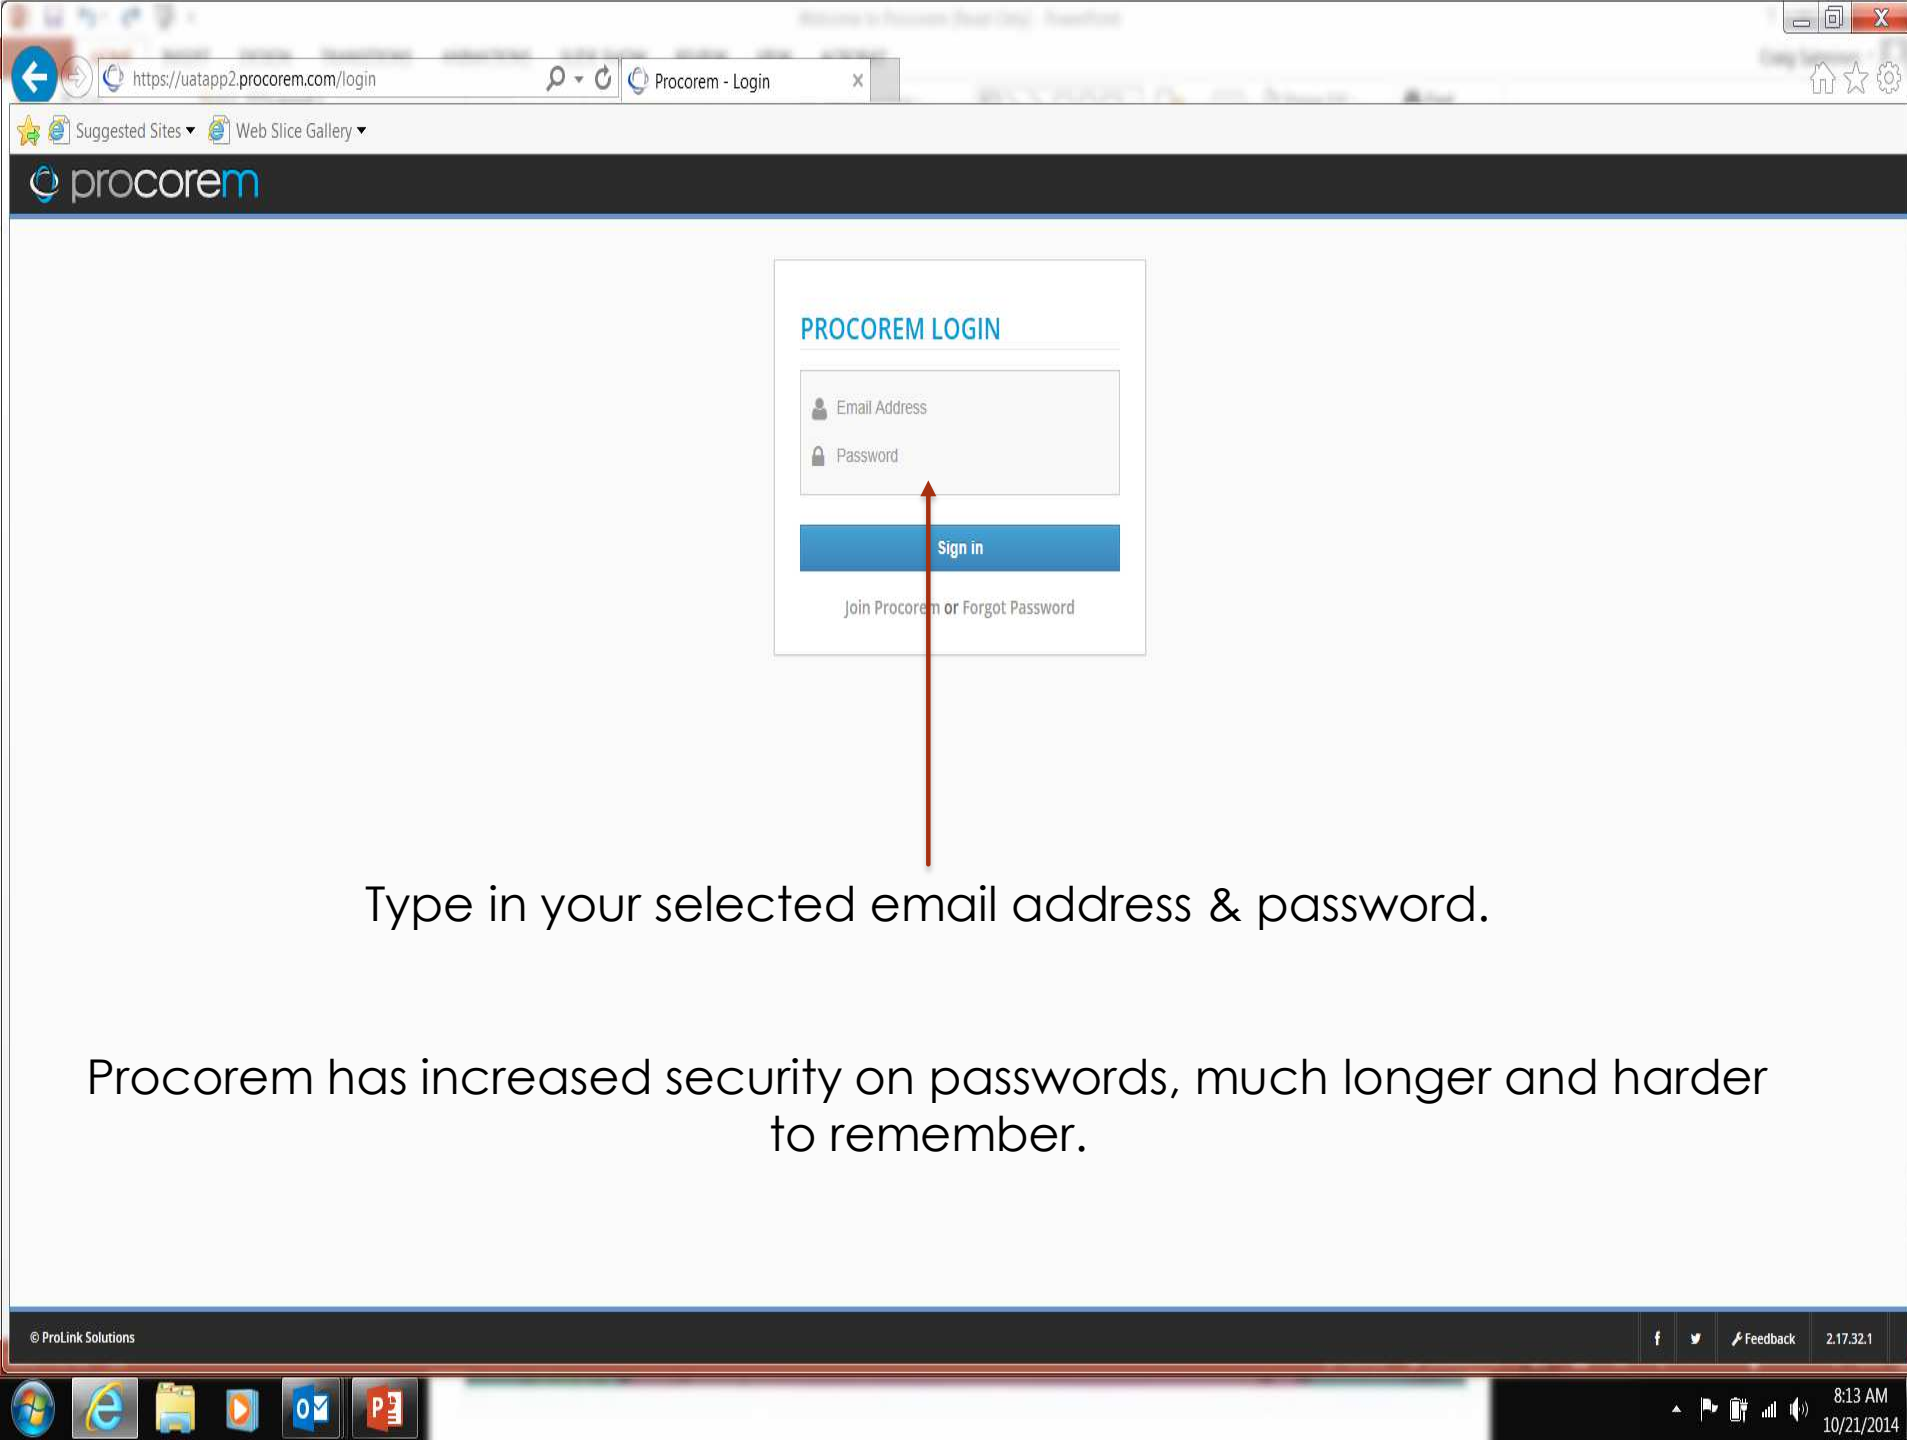 https://uatapp2.procorem.com/login
Procorem - Login
Suggested Sites
Web Slice Gallery
procorem
PROCOREM LOGIN
Email Address
Password
Sign in
Join Procorem or Forgot Password
Type in your selected email address & password.
Procorem has increased security on passwords, much longer and harder
to remember.
© ProLink Solutions
f
Feedback
2.17.32.1
8:13 AM
10/21/2014